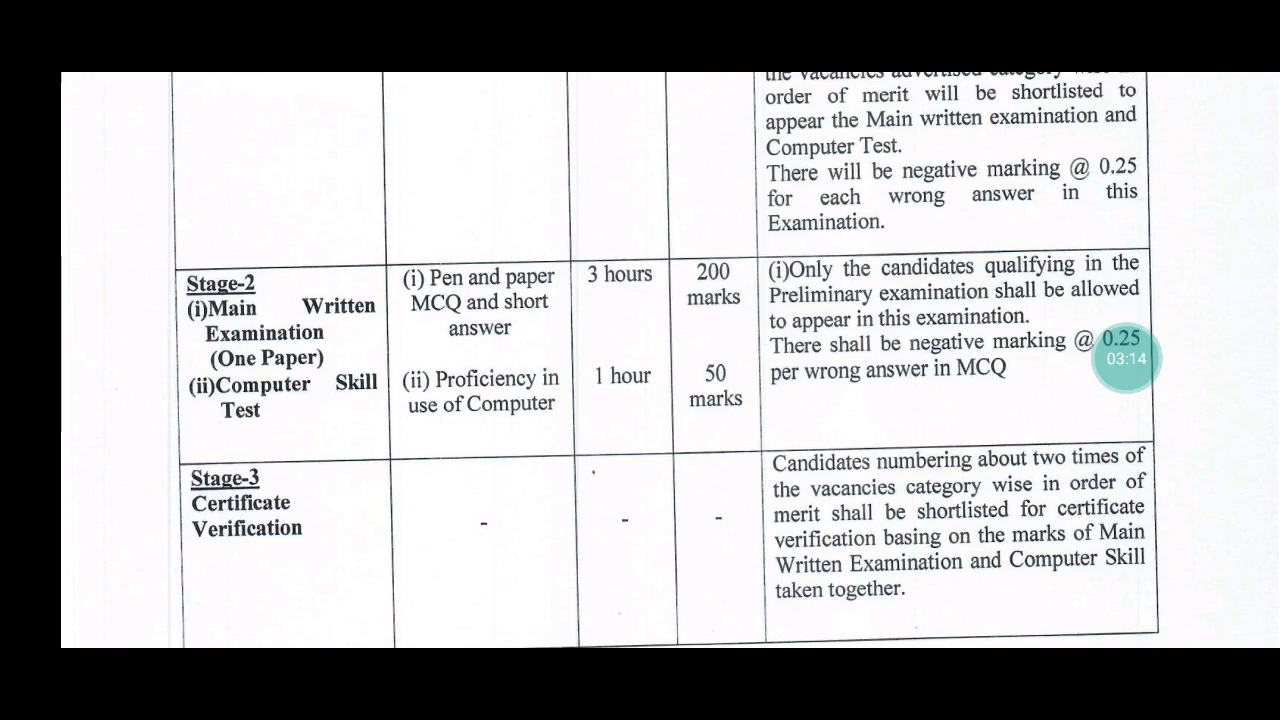 the vacancies advertised category wise in
order of merit will be shortlisted to
appear the Main written examination and
Computer Test.
There will be negative marking @ 0.25
for each wrong answer in this
Examination.
Stage-2
(i)Main Written
Examination
(One Paper)
(ii)Computer Skill
Test
(i) Pen and paper
MCQ and short
answer
(ii) Proficiency in
use of Computer
3 hours
1 hour
200
marks
50
marks
(i)Only the candidates qualifying in the
Preliminary examination shall be allowed
to appear in this examination.
There shall be negative marking @ 0.25
per wrong answer in MCQ
03:14
Stage-3
Certificate
Verification
-
-
-
Candidates numbering about two times of
the vacancies category wise in order of
merit shall be shortlisted for certificate
verification basing on the marks of Main
Written Examination and Computer Skill
taken together.